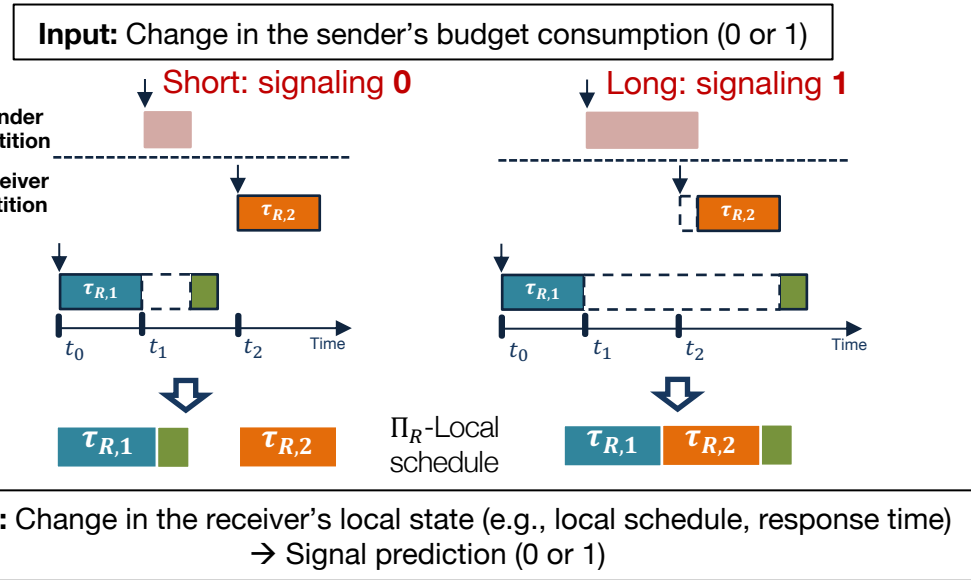 Input: Change in the sender's budget consumption (0 or 1)
Short: signaling 0
Long: signaling 1
nder
tition
eiver
tition
τR,2
τR,2
τR,1
τR,1
t0 t1 t2 Time
t0 t1 t2 Time
τR,1 τR,2
ΠR-Local
schedule
τR,1 τR,2
: Change in the receiver's local state (e.g., local schedule, response time)
→ Signal prediction (0 or 1)